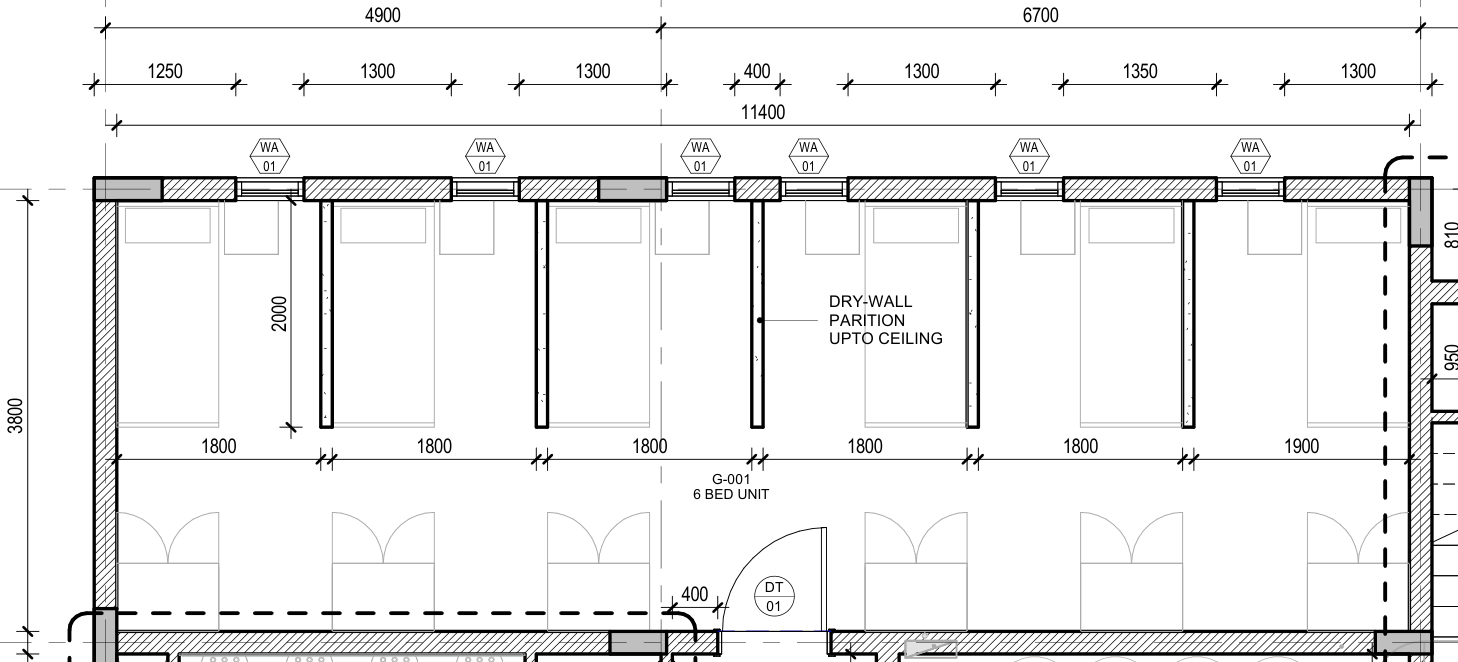 4900
6700
1250
1300
1300
400
1300
1350
1300
11400
WA
01
WA
01
WA
01
WA
01
WA
01
WA
01
810
2000
DRY-WALL
PARITION
UPTO CEILING
950
3800
1800
1800
1800
1800
1800
1900
G-001
6 BED UNIT
400
DT
01